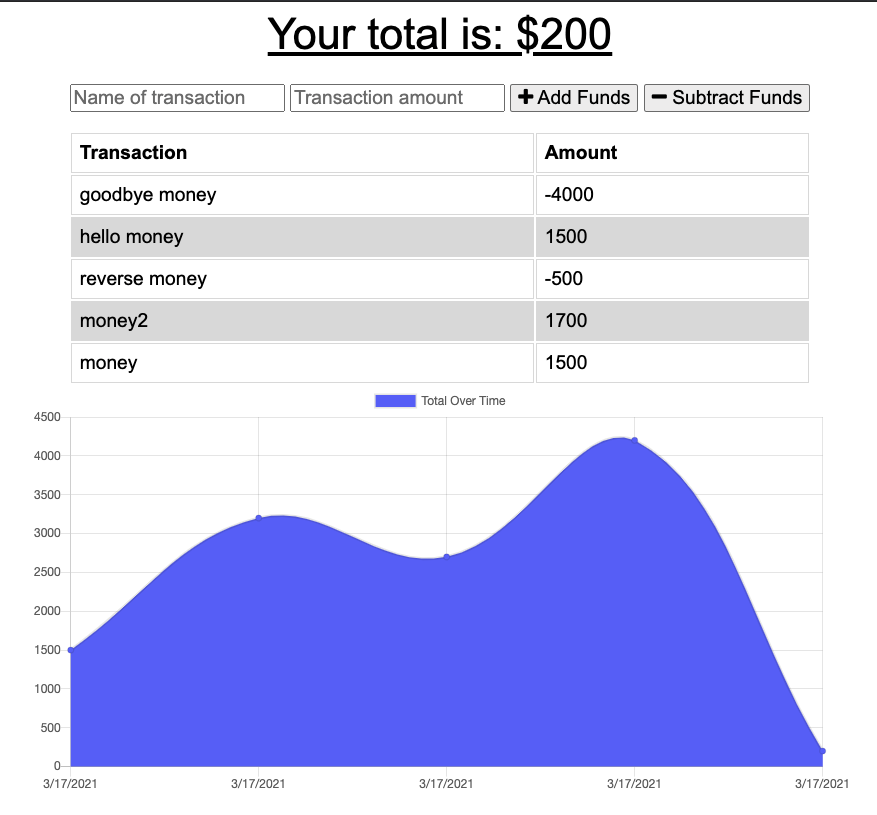 Your total is: $200
Name of transaction Transaction amount + Add Funds − Subtract Funds
Transaction Amount
goodbye money -4000
hello money 1500
reverse money -500
money2 1700
money 1500
Total Over Time
4500
4000
3500
3000
2500
2000
1500
1000
500
0
3/17/2021 3/17/2021 3/17/2021 3/17/2021 3/17/2021